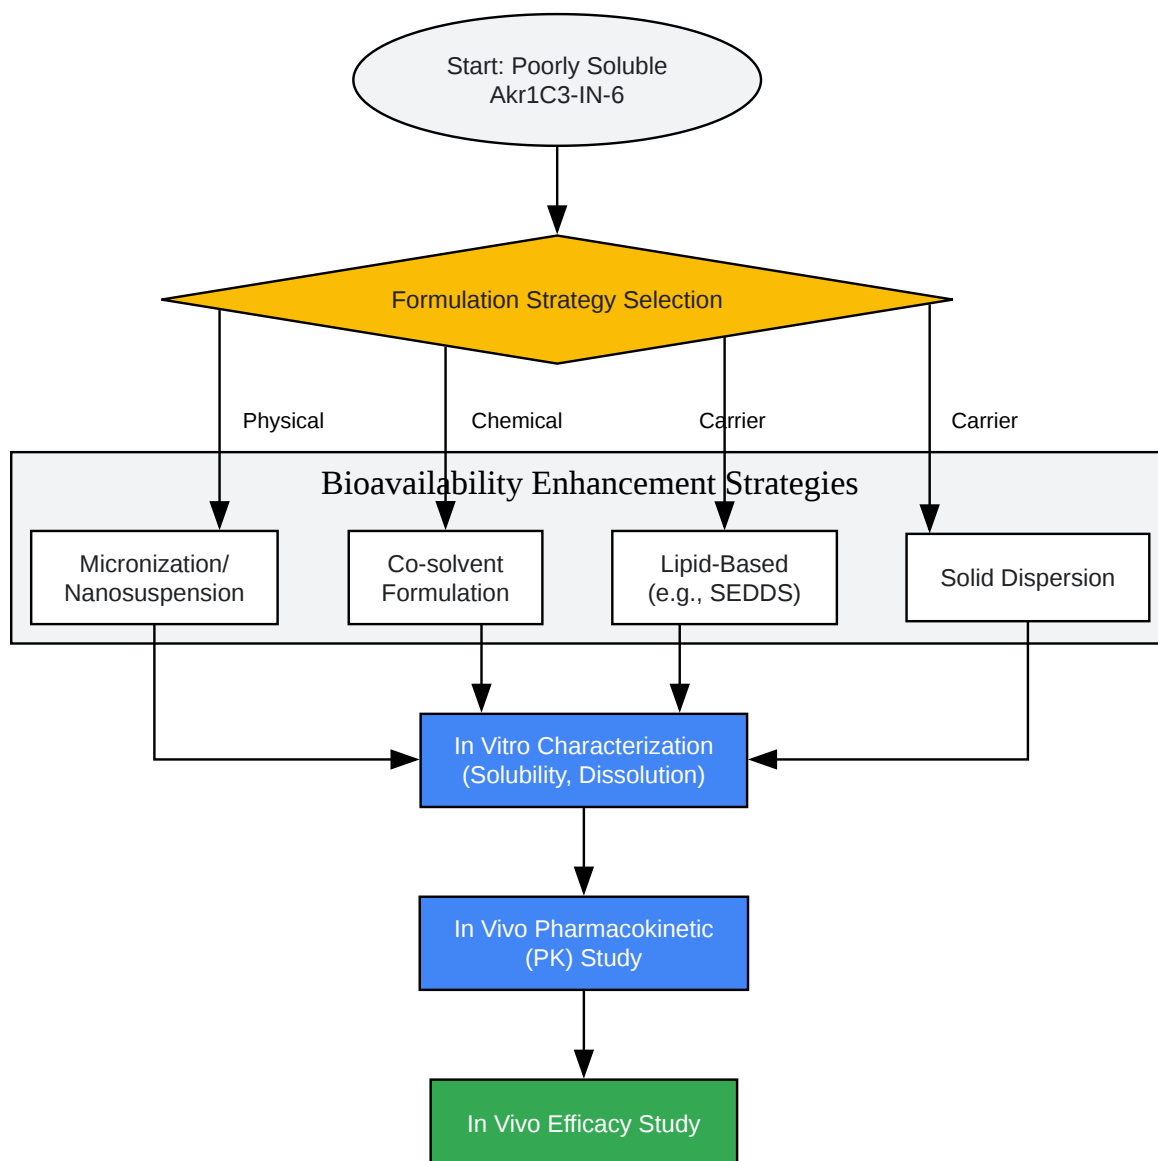 Start: Poorly Soluble
Akr1C3-IN-6
Formulation Strategy Selection
Physical
Chemical
Carrier
Carrier
Bioavailability Enhancement Strategies
Micronization/
Nanosuspension
Co-solvent
Formulation
Lipid-Based
(e.g., SEDDS)
Solid Dispersion
In Vitro Characterization
(Solubility, Dissolution)
In Vivo Pharmacokinetic
(PK) Study
In Vivo Efficacy Study